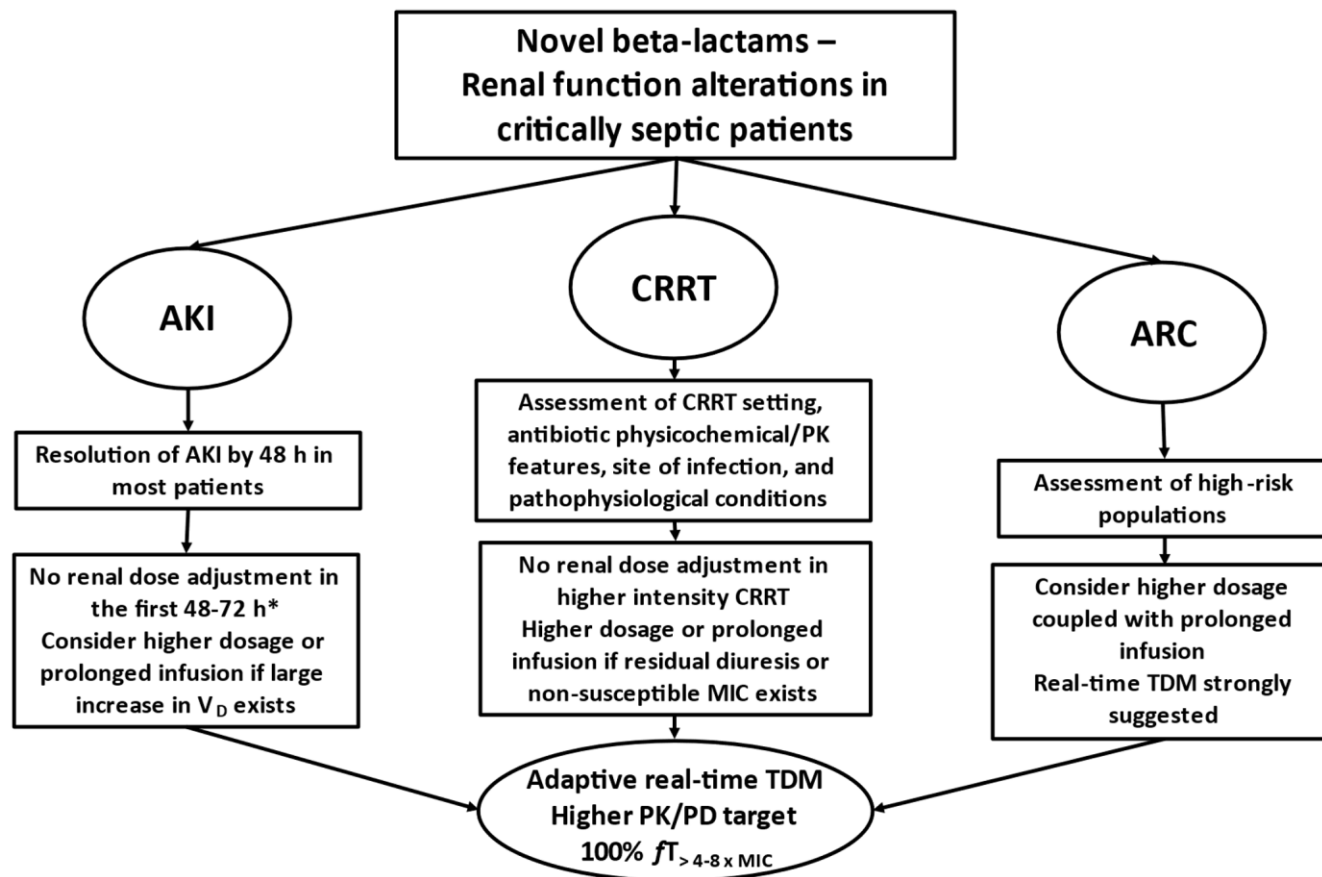 Novel beta-lactams –
Renal function alterations in
critically septic patients
AKI
CRRT
ARC
Resolution of AKI by 48 h in
most patients
Assessment of CRRT setting,
antibiotic physicochemical/PK
features, site of infection, and
pathophysiological conditions
Assessment of high-risk
populations
No renal dose adjustment in
the first 48-72 h*
Consider higher dosage or
prolonged infusion if large
increase in V_D exists
No renal dose adjustment in
higher intensity CRRT
Higher dosage or prolonged
infusion if residual diuresis or
non-susceptible MIC exists
Consider higher dosage
coupled with prolonged
infusion
Real-time TDM strongly
suggested
Adaptive real-time TDM
Higher PK/PD target
100% fT> 4-8 x MIC